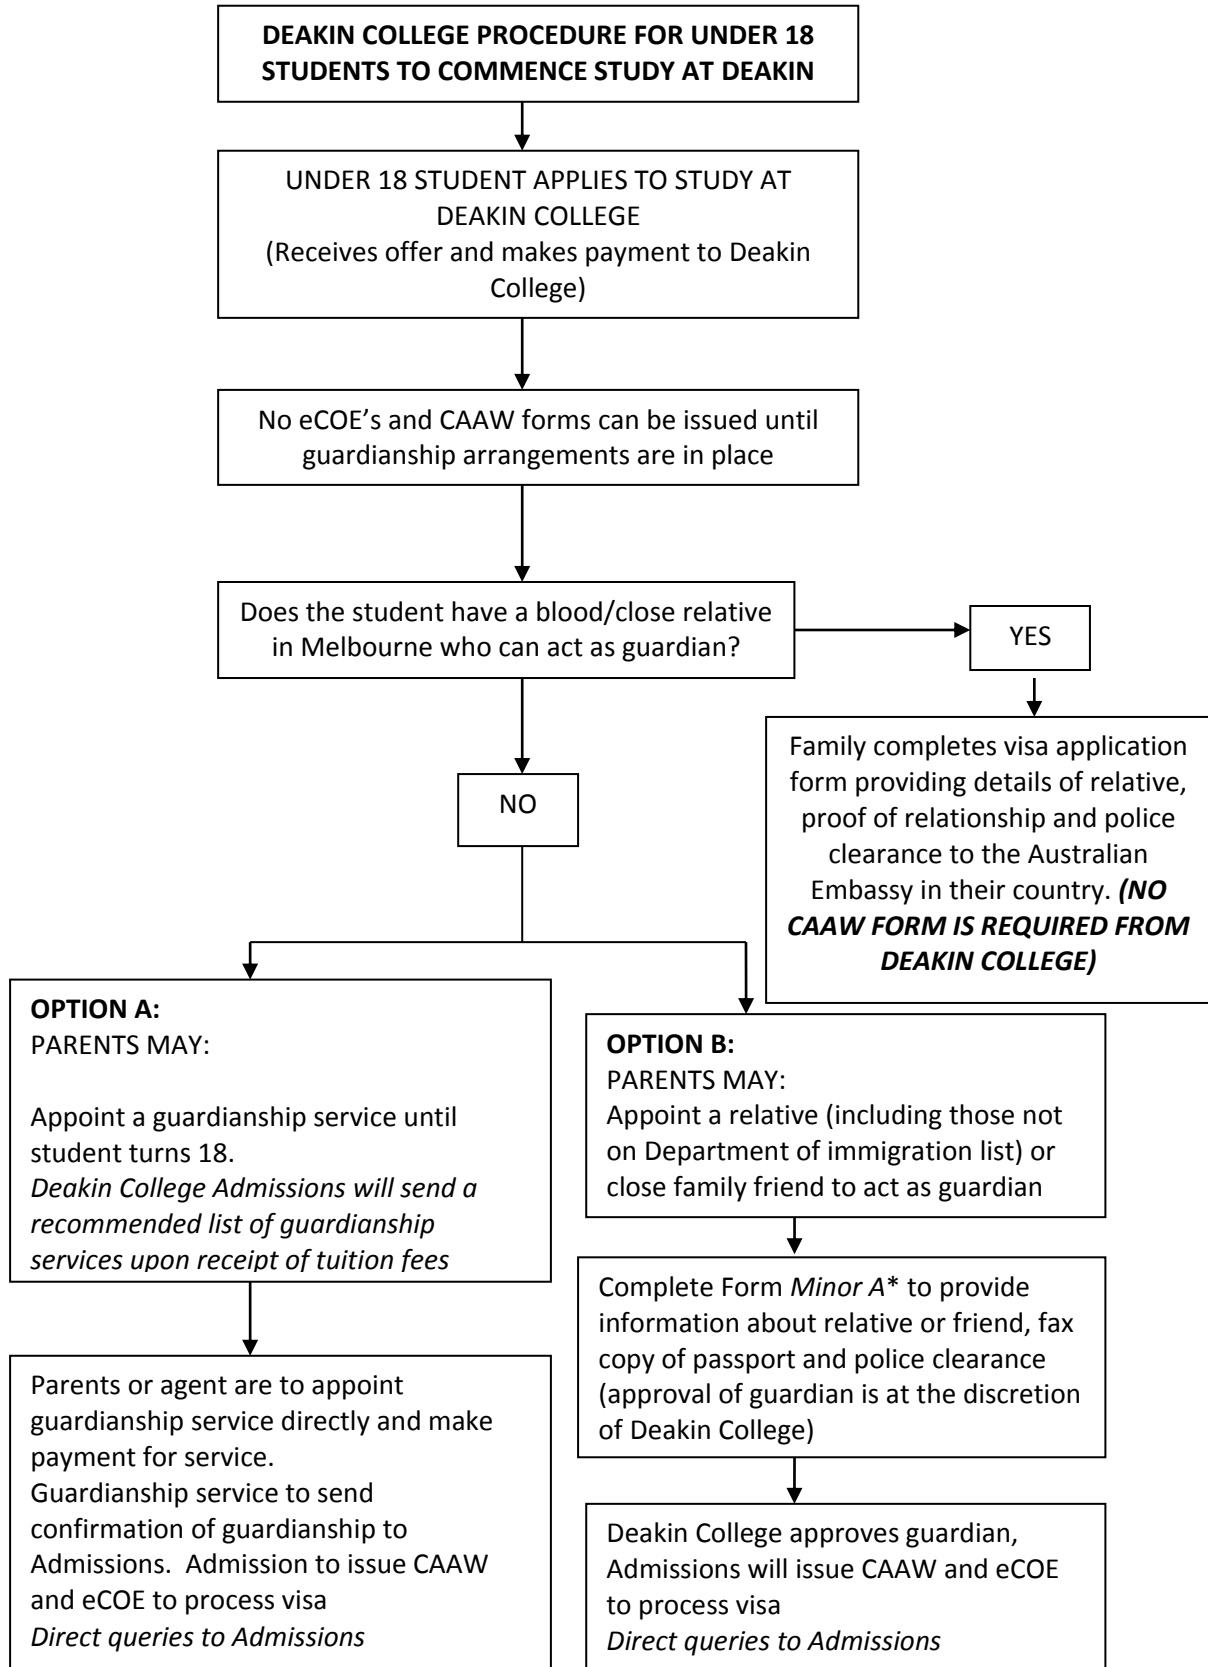 DEAKIN COLLEGE PROCEDURE FOR UNDER 18
STUDENTS TO COMMENCE STUDY AT DEAKIN
UNDER 18 STUDENT APPLIES TO STUDY AT
DEAKIN COLLEGE
(Receives offer and makes payment to Deakin
College)
No eCOE’s and CAAW forms can be issued until
guardianship arrangements are in place
Does the student have a blood/close relative
in Melbourne who can act as guardian?
YES
Family completes visa application
form providing details of relative,
proof of relationship and police
clearance to the Australian
Embassy in their country. (NO
CAAW FORM IS REQUIRED FROM
DEAKIN COLLEGE)
NO
OPTION A:
PARENTS MAY:
Appoint a guardianship service until
student turns 18.
Deakin College Admissions will send a
recommended list of guardianship
services upon receipt of tuition fees
Parents or agent are to appoint
guardianship service directly and make
payment for service.
Guardianship service to send
confirmation of guardianship to
Admissions.  Admission to issue CAAW
and eCOE to process visa
Direct queries to Admissions
OPTION B:
PARENTS MAY:
Appoint a relative (including those not
on Department of immigration list) or
close family friend to act as guardian
Complete Form Minor A* to provide
information about relative or friend, fax
copy of passport and police clearance
(approval of guardian is at the discretion
of Deakin College)
Deakin College approves guardian,
Admissions will issue CAAW and eCOE
to process visa
Direct queries to Admissions